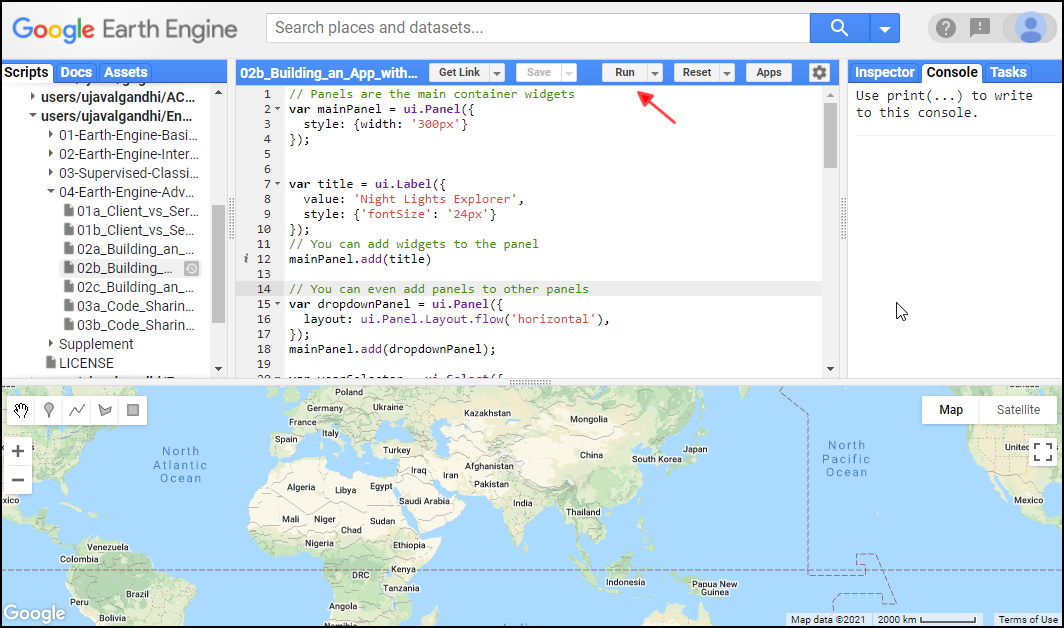 Google Earth Engine
Search places and datasets...
Scripts Docs Assets
users/ujavalgandhi/AC...
users/ujavalgandhi/En...
01-Earth-Engine-Basi...
02-Earth-Engine-Inter...
03-Supervised-Classi...
04-Earth-Engine-Adv...
01a_Client_vs_Ser...
01b_Client_vs_Se...
02a_Building_an_...
02b_Building_...
02c_Building_an_...
03a_Code_Sharin...
03b_Code_Sharin...
Supplement
LICENSE
02b_Building_an_App_with...
Get Link Save Run Reset Apps
1 // Panels are the main container widgets
2 var mainPanel = ui.Panel({
3 style: {width: '300px'}
4 });
5
6
7 var title = ui.Label({
8 value: 'Night Lights Explorer',
9 style: {'fontSize': '24px'}
10 });
11 // You can add widgets to the panel
i 12 mainPanel.add(title)
13
14 // You can even add panels to other panels
15 var dropdownPanel = ui.Panel({
16 layout: ui.Panel.Layout.flow('horizontal'),
17 });
18 mainPanel.add(dropdownPanel);
19
Inspector Console Tasks
Use print(...) to write
to this console.
Map Satellite
North
Atlantic
Ocean
Poland
Germany
Ukraine
France
Italy
Spain
Turkey
Kazakhstan
Mongolia
China
South Korea
Japan
Iraq
Iran
Afghanistan
Pakistan
Algeria
Libya
Egypt
Saudi Arabia
India
Thailand
Mali
Niger
Chad
Sudan
Nigeria
Ethiopia
DRC
Kenya
Tanzania
Angola
Indonesia
Papua New
Guinea
North
Pacific
Ocean
Mexico
Venezuela
Colombia
Peru
Brazil
Bolivia
Google
Map data ©2021 2000 km Terms of Use